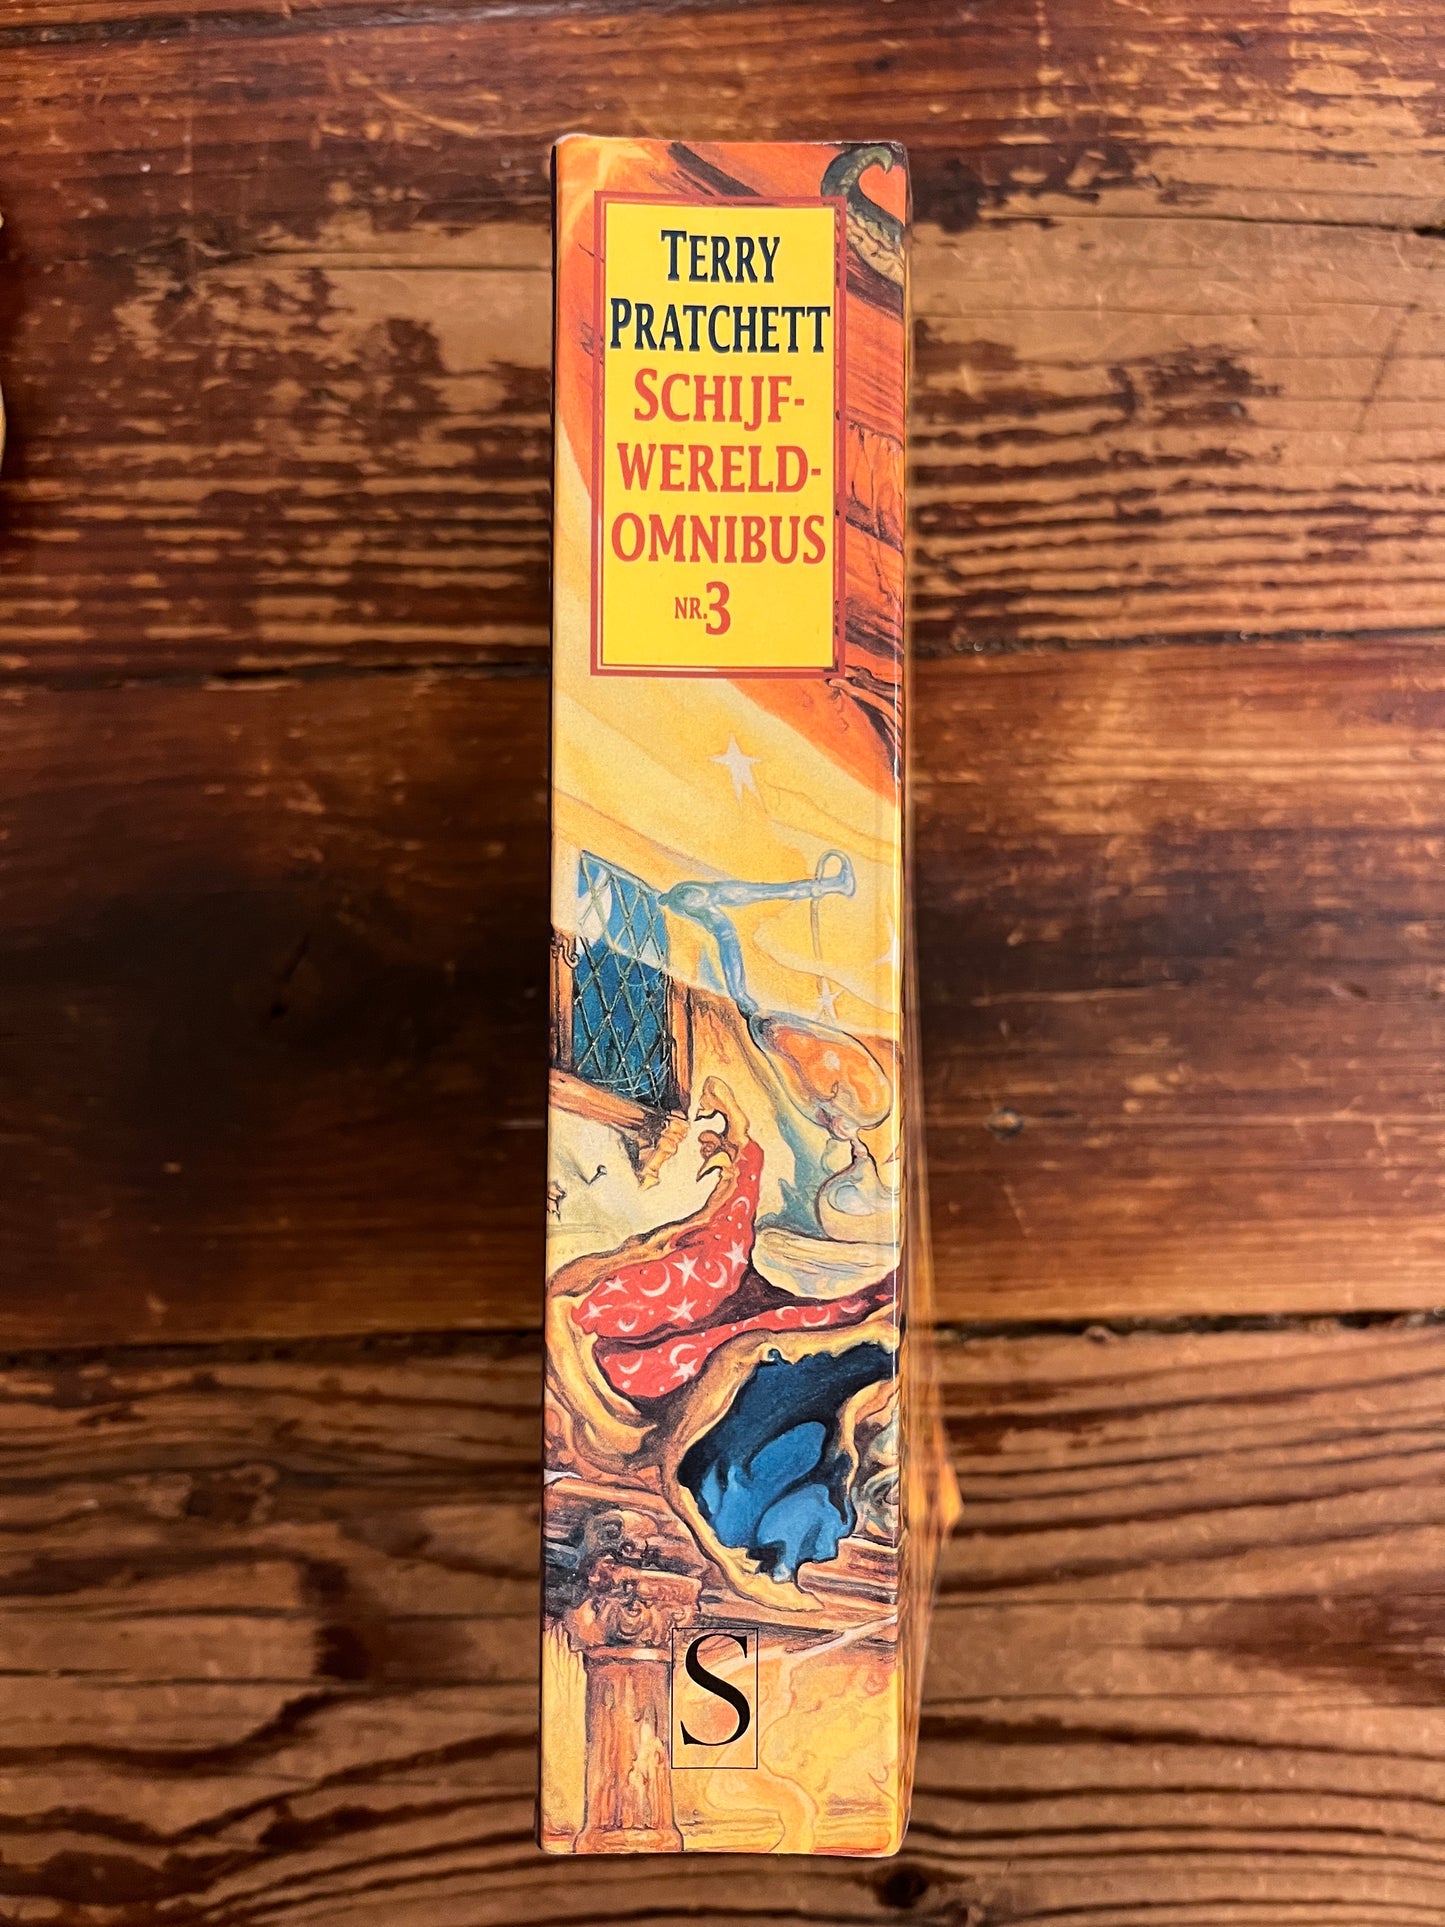 TERRY
PRATCHETT
SCHIJF-
WERELD-
OMNIBUS
NR.3
S